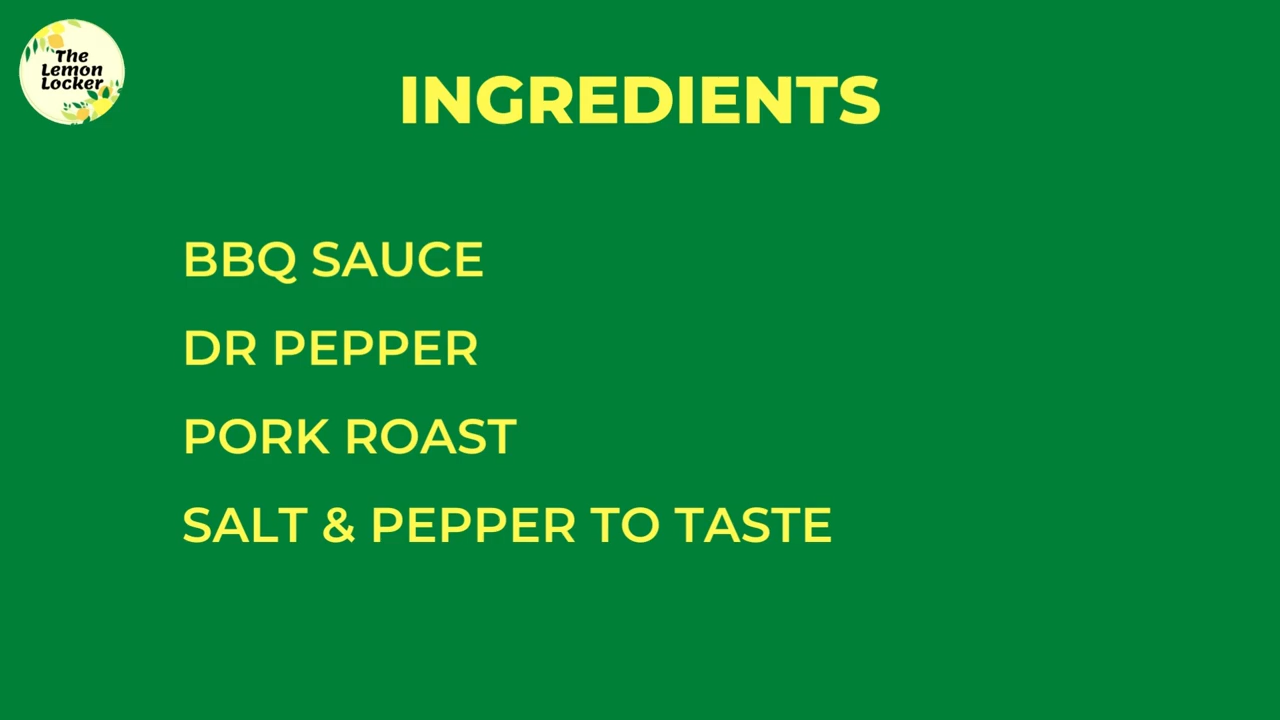 The
Lemon
Locker
INGREDIENTS
BBQ SAUCE
DR PEPPER
PORK ROAST
SALT & PEPPER TO TASTE